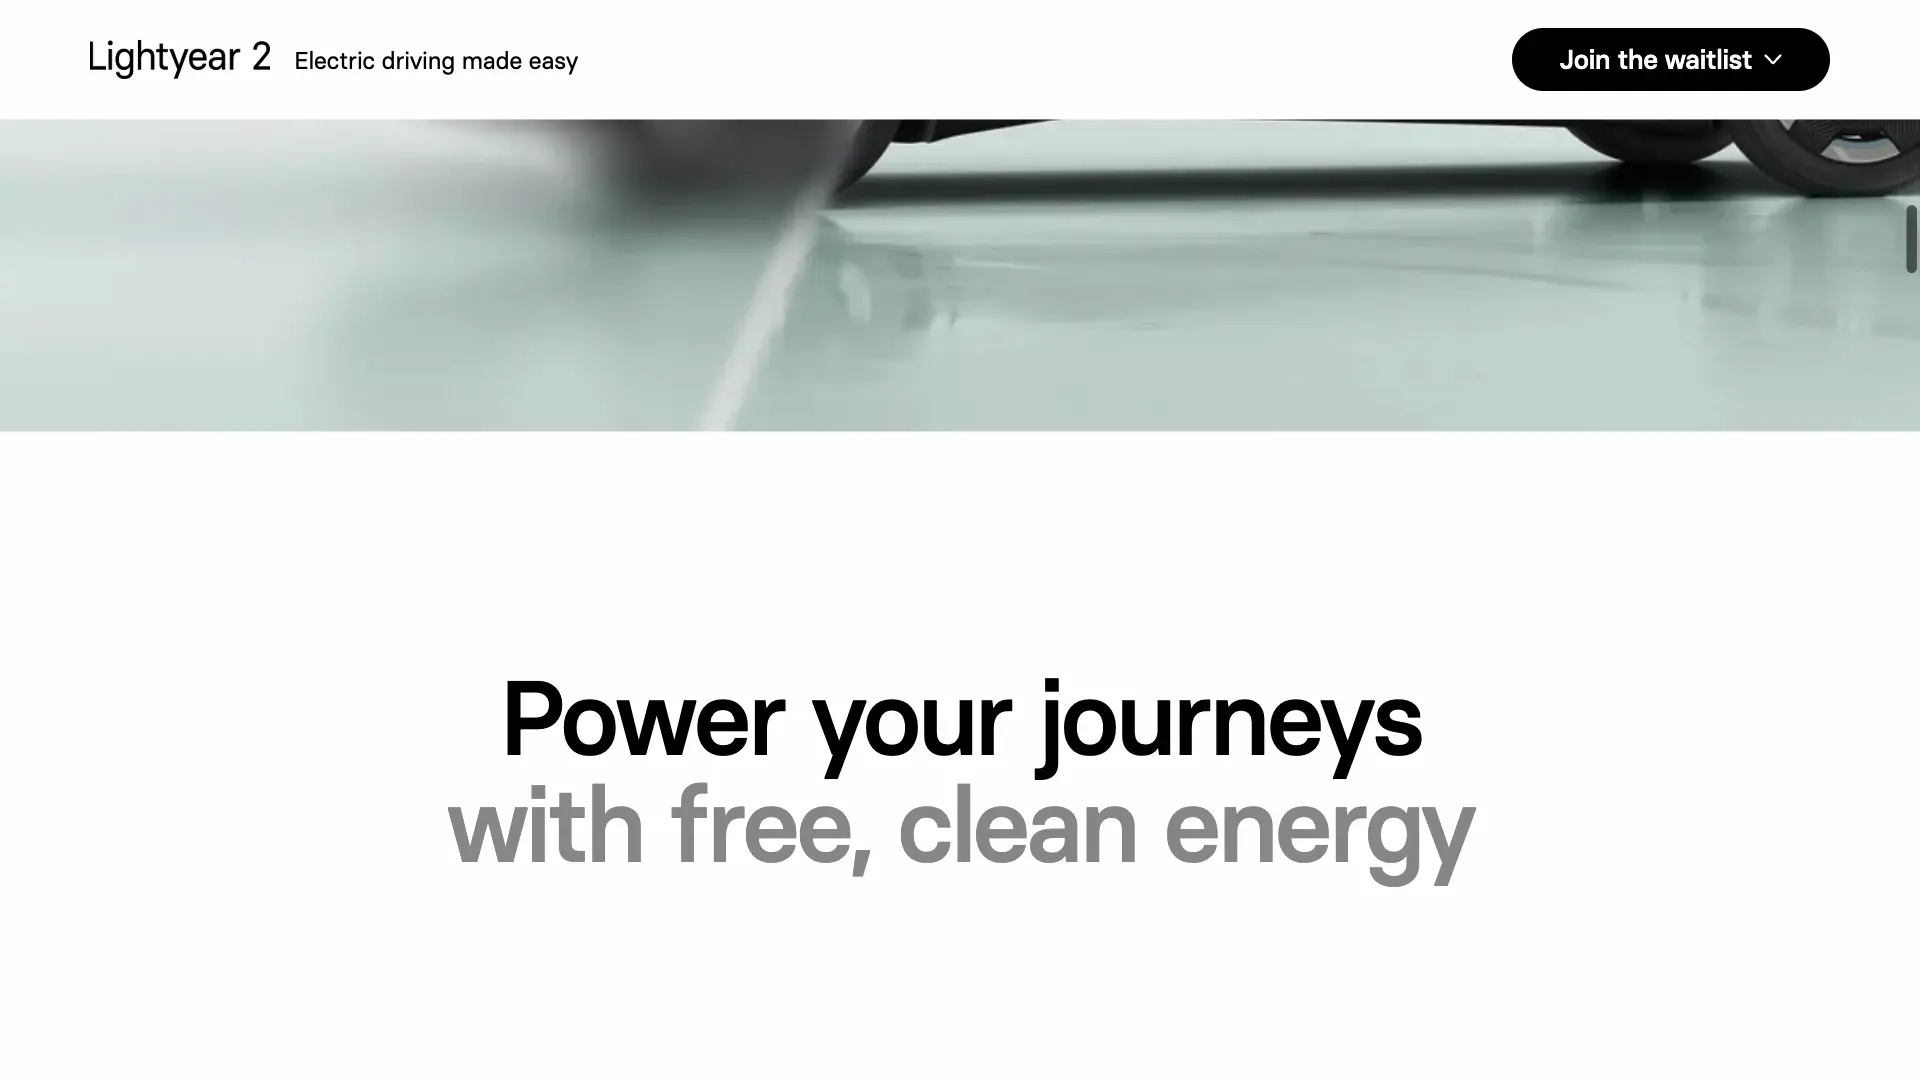 Lightyear 2 Electric driving made easy
Join the waitlist
Power your journeys
with free, clean energy